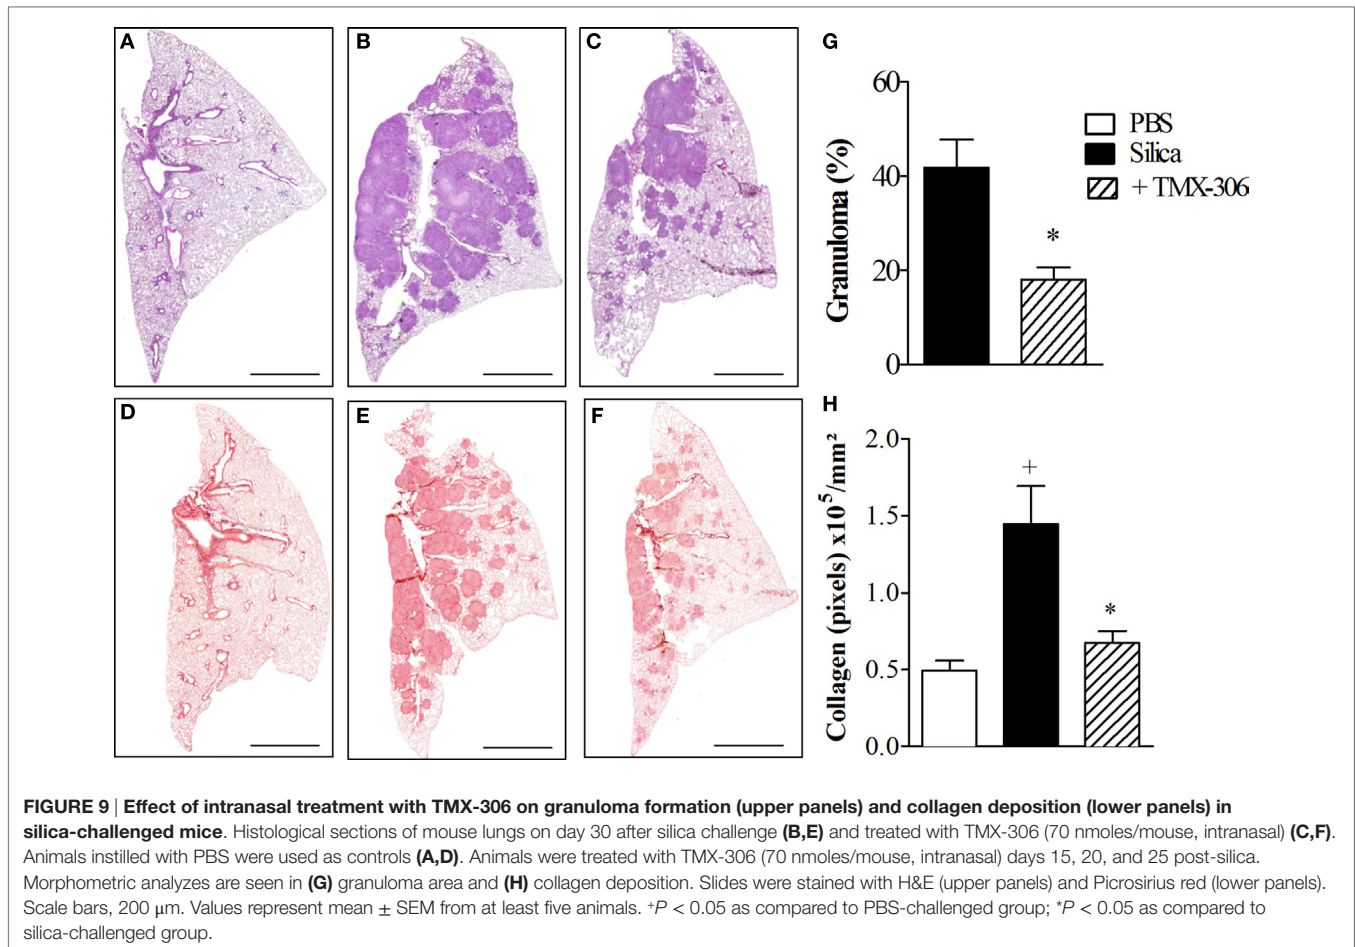 A
B
C
G
60
40
20
0
Granuloma (%)
PBS
Silica
+ TMX-306
*
D
E
F
H
2.0
1.5
1.0
0.5
0.0
Collagen (pixels) x10⁵/mm²
+
*
FIGURE 9 | Effect of intranasal treatment with TMX-306 on granuloma formation (upper panels) and collagen deposition (lower panels) in
silica-challenged mice. Histological sections of mouse lungs on day 30 after silica challenge (B,E) and treated with TMX-306 (70 nmoles/mouse, intranasal) (C,F).
Animals instilled with PBS were used as controls (A,D). Animals were treated with TMX-306 (70 nmoles/mouse, intranasal) days 15, 20, and 25 post-silica.
Morphometric analyzes are seen in (G) granuloma area and (H) collagen deposition. Slides were stained with H&E (upper panels) and Picrosirius red (lower panels).
Scale bars, 200 μm. Values represent mean ± SEM from at least five animals. ⁺P < 0.05 as compared to PBS-challenged group; *P < 0.05 as compared to
silica-challenged group.